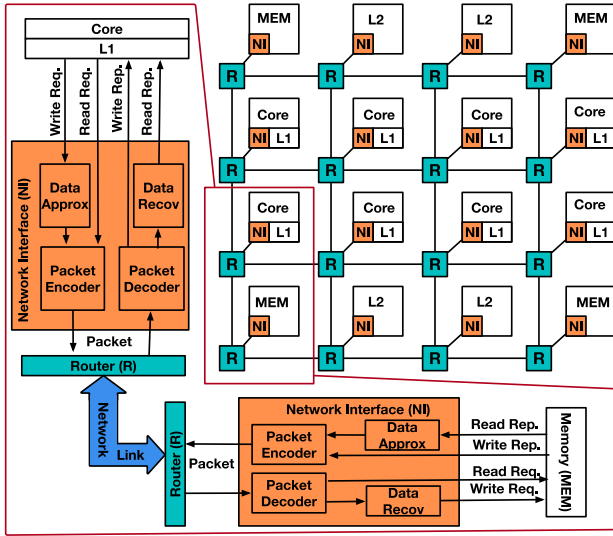 Core
L1
Write Req.
Read Req.
Write Rep.
Read Rep.
Network Interface (NI)
Data
Approx
Data
Recov
Packet
Encoder
Packet
Decoder
Packet
Router (R)
Network
Link
MEM
NI
L2
NI
L2
NI
MEM
NI
R
R
R
R
Core
NI L1
Core
NI L1
Core
NI L1
Core
NI L1
R
R
R
R
Core
NI L1
Core
NI L1
Core
NI L1
Core
NI L1
R
R
R
R
MEM
NI
L2
NI
L2
NI
MEM
NI
R
R
R
R
Router (R)
Packet
Network Interface (NI)
Packet
Encoder
Data
Approx
Packet
Decoder
Data
Recov
Read Rep.
Write Rep.
Read Req.
Write Req.
Memory (MEM)